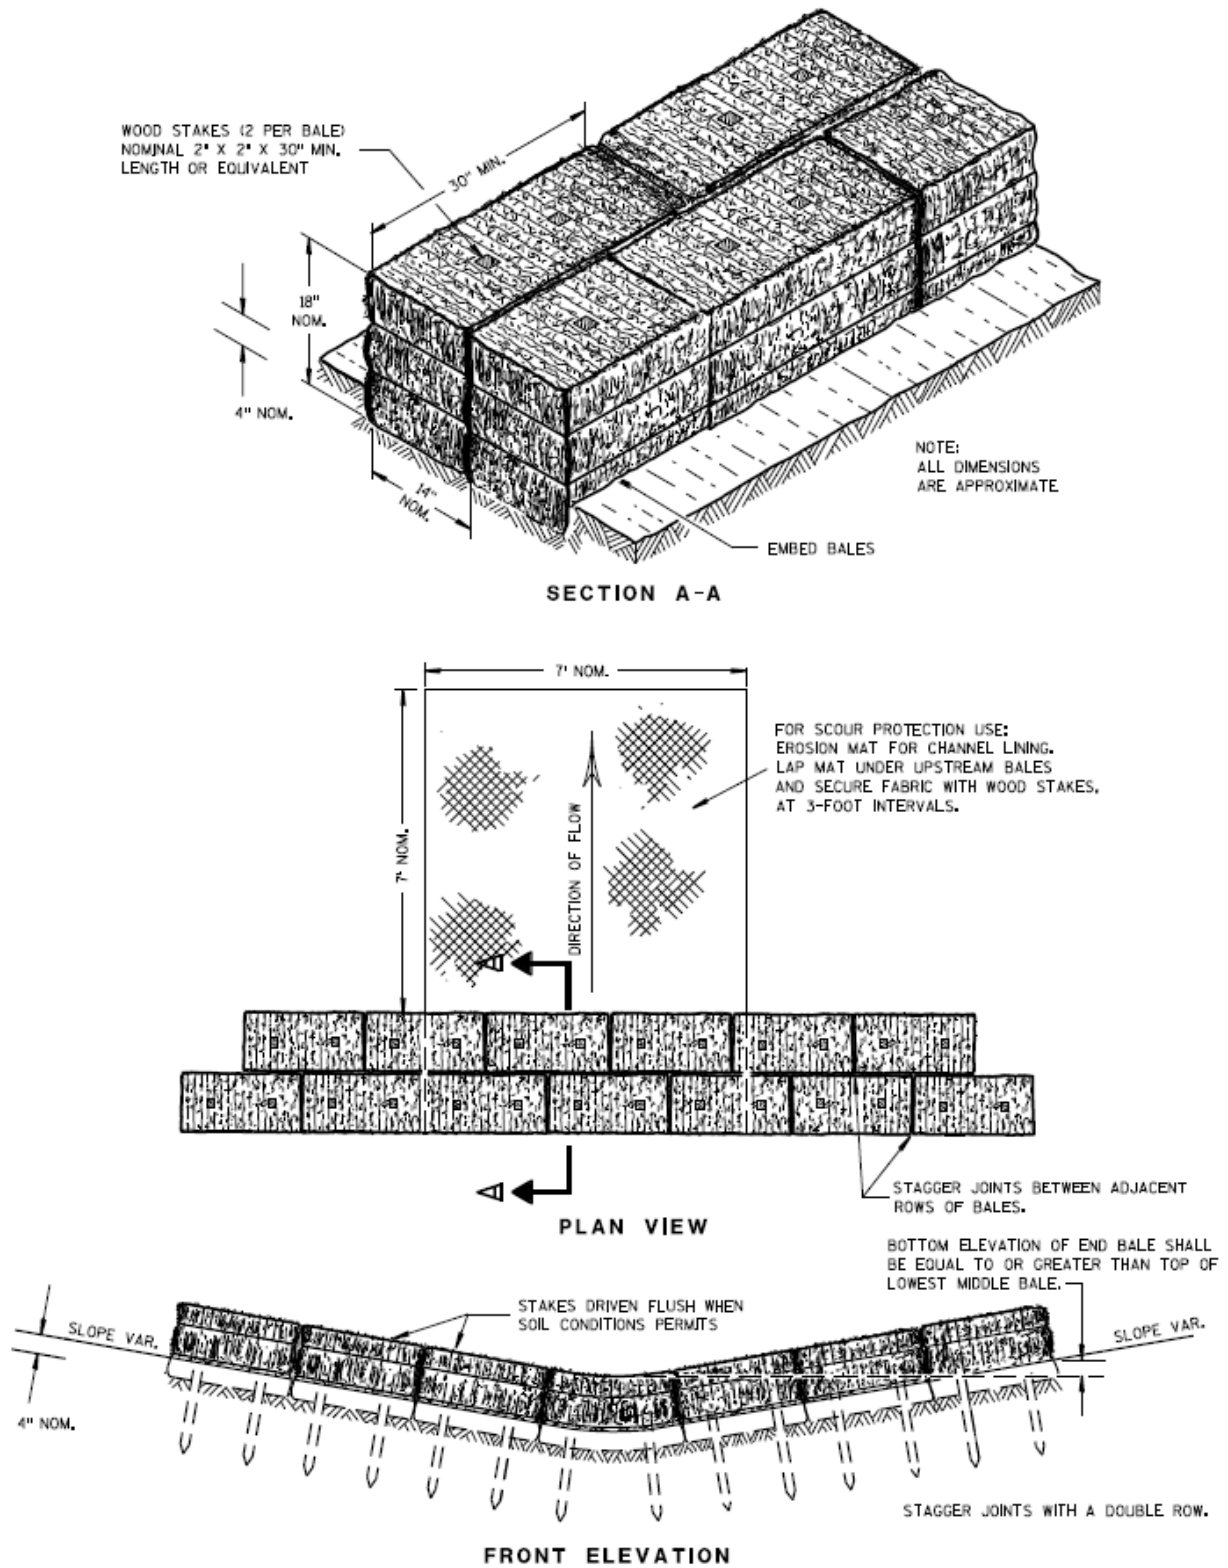 WOOD STAKES (2 PER BALE)
NOMINAL 2" X 2" X 30" MIN.
LENGTH OR EQUIVALENT
30" MIN.
18"
NOM.
4" NOM.
14"
NOM.
NOTE:
ALL DIMENSIONS
ARE APPROXIMATE
EMBED BALES
SECTION A-A
7' NOM.
7' NOM.
DIRECTION OF FLOW
FOR SCOUR PROTECTION USE:
EROSION MAT FOR CHANNEL LINING.
LAP MAT UNDER UPSTREAM BALES
AND SECURE FABRIC WITH WOOD STAKES,
AT 3-FOOT INTERVALS.
A
A
STAGGER JOINTS BETWEEN ADJACENT
ROWS OF BALES.
PLAN VIEW
BOTTOM ELEVATION OF END BALE SHALL
BE EQUAL TO OR GREATER THAN TOP OF
LOWEST MIDDLE BALE.
STAKES DRIVEN FLUSH WHEN
SOIL CONDITIONS PERMITS
SLOPE VAR.
SLOPE VAR.
4" NOM.
STAGGER JOINTS WITH A DOUBLE ROW.
FRONT ELEVATION